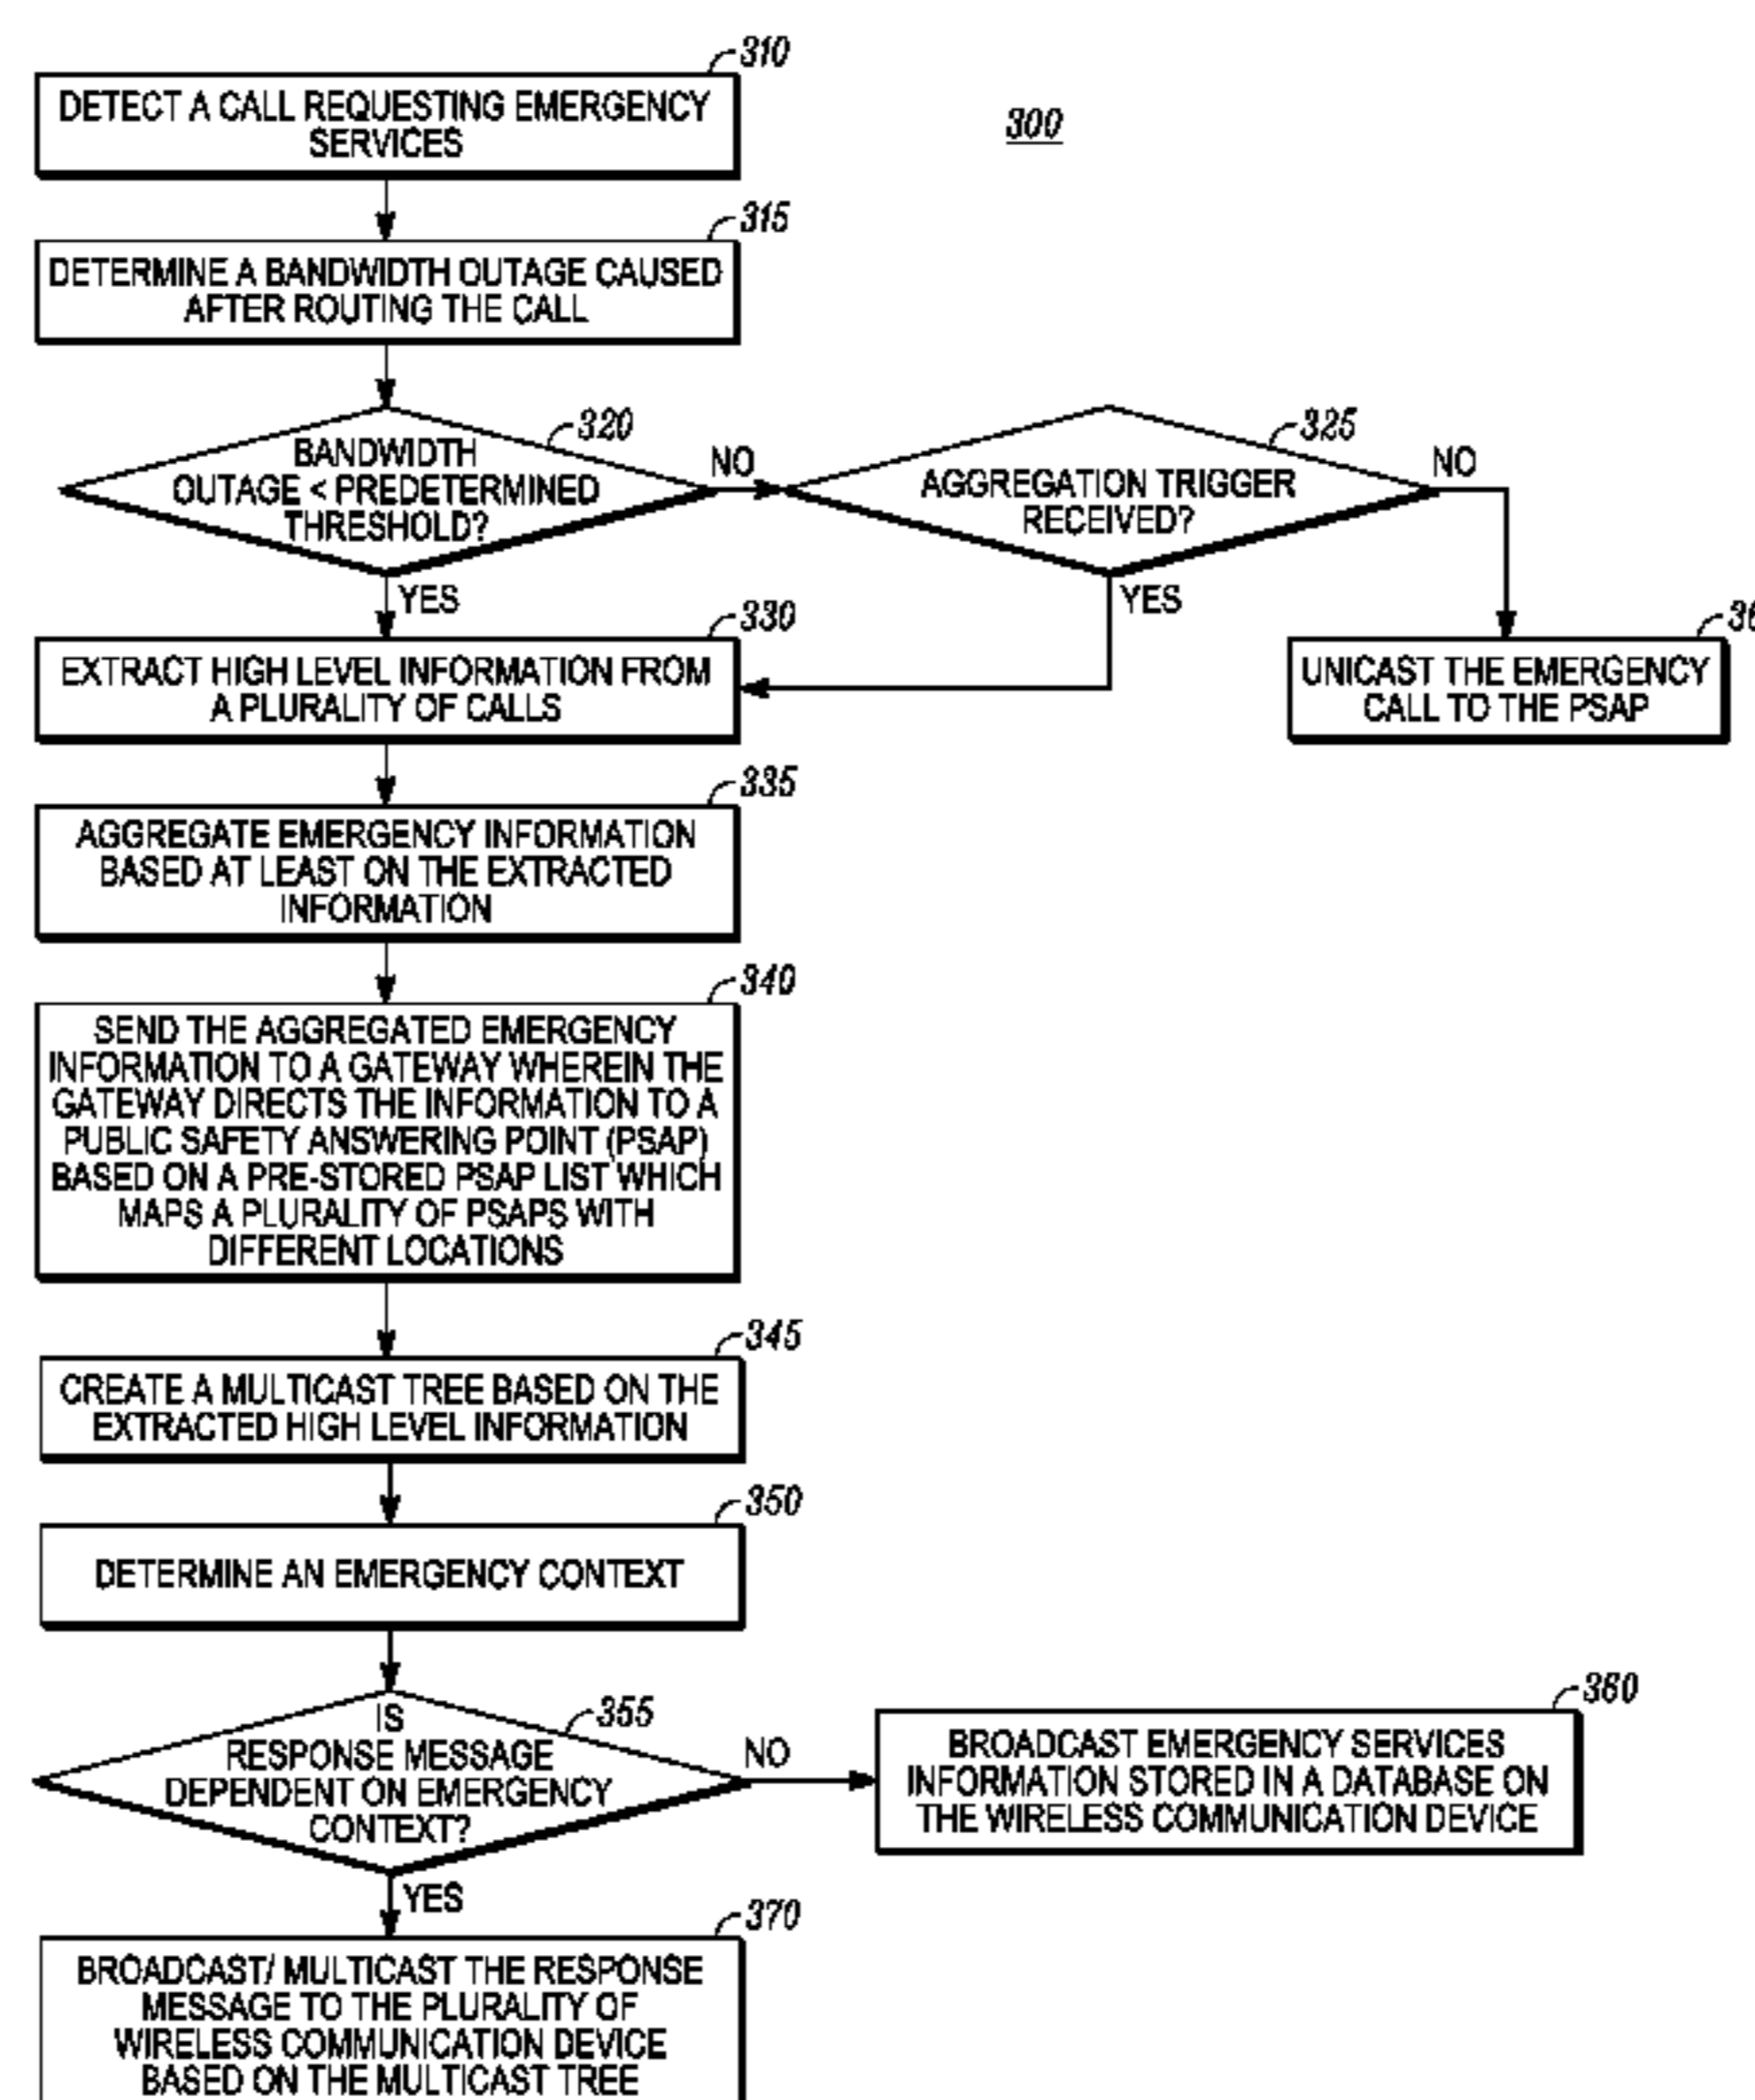 310
DETECT A CALL REQUESTING EMERGENCY
SERVICES
300
315
DETERMINE A BANDWIDTH OUTAGE CAUSED
AFTER ROUTING THE CALL
320
BANDWIDTH
OUTAGE < PREDETERMINED
THRESHOLD?
NO
YES
325
AGGREGATION TRIGGER
RECEIVED?
NO
YES
330
EXTRACT HIGH LEVEL INFORMATION FROM
A PLURALITY OF CALLS
UNICAST THE EMERGENCY
CALL TO THE PSAP
335
AGGREGATE EMERGENCY INFORMATION
BASED AT LEAST ON THE EXTRACTED
INFORMATION
340
SEND THE AGGREGATED EMERGENCY
INFORMATION TO A GATEWAY WHEREIN THE
GATEWAY DIRECTS THE INFORMATION TO A
PUBLIC SAFETY ANSWERING POINT (PSAP)
BASED ON A PRE-STORED PSAP LIST WHICH
MAPS A PLURALITY OF PSAPS WITH
DIFFERENT LOCATIONS
345
CREATE A MULTICAST TREE BASED ON THE
EXTRACTED HIGH LEVEL INFORMATION
350
DETERMINE AN EMERGENCY CONTEXT
355
IS
RESPONSE MESSAGE
DEPENDENT ON EMERGENCY
CONTEXT?
NO
YES
360
BROADCAST EMERGENCY SERVICES
INFORMATION STORED IN A DATABASE ON
THE WIRELESS COMMUNICATION DEVICE
370
BROADCAST/ MULTICAST THE RESPONSE
MESSAGE TO THE PLURALITY OF
WIRELESS COMMUNICATION DEVICE
BASED ON THE MULTICAST TREE